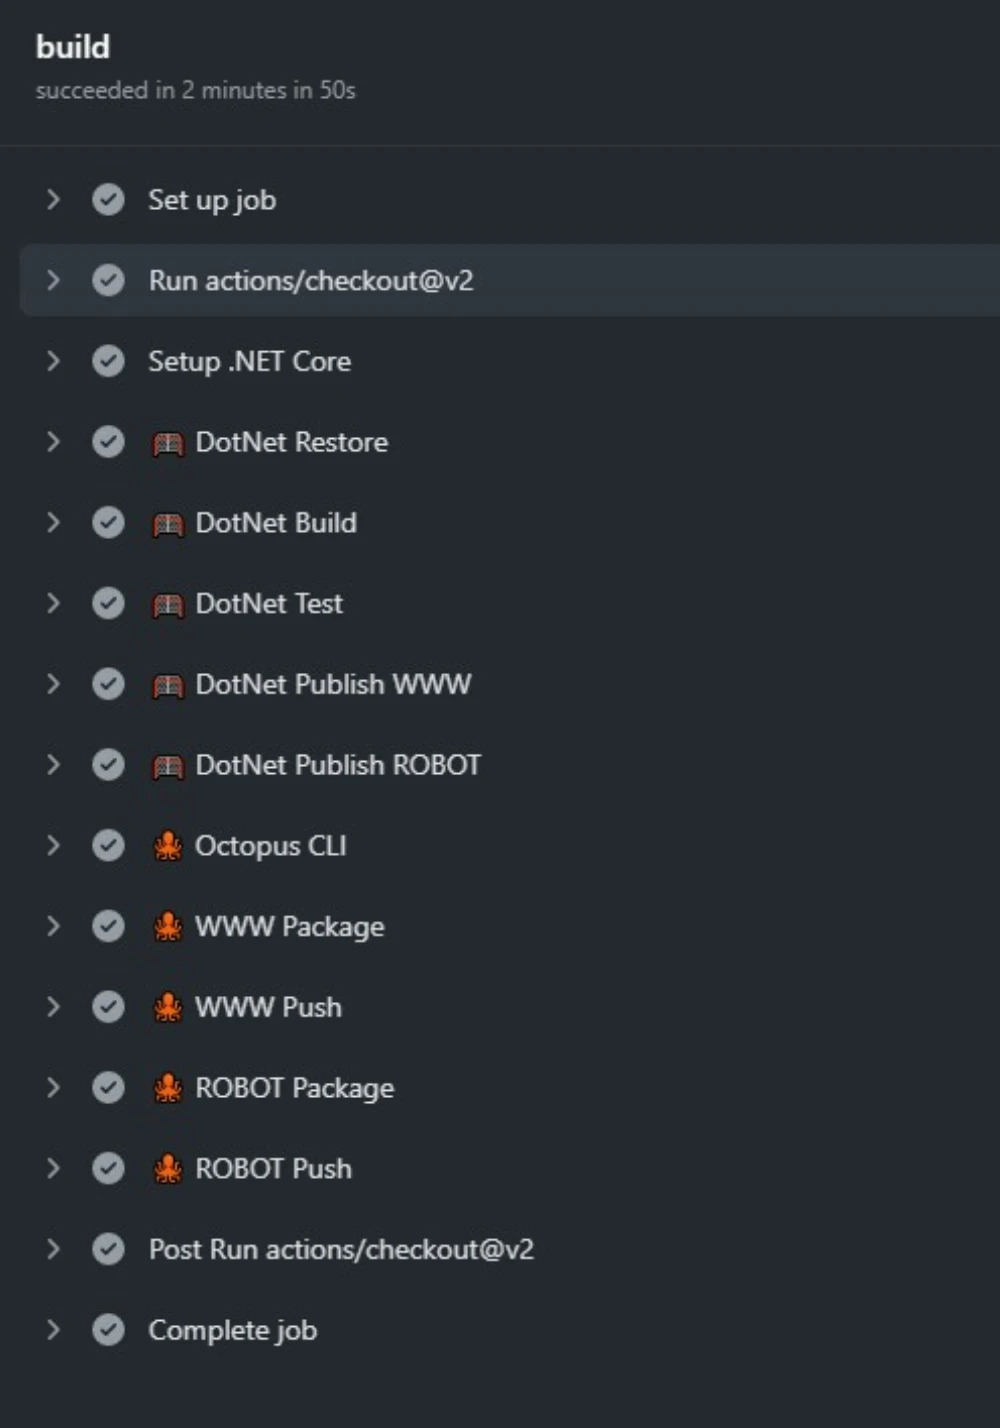 build
succeeded in 2 minutes in 50s
Set up job
Run actions/checkout@v2
Setup .NET Core
🥅 DotNet Restore
🥅 DotNet Build
🥅 DotNet Test
🥅 DotNet Publish WWW
🥅 DotNet Publish ROBOT
🐙 Octopus CLI
🐙 WWW Package
🐙 WWW Push
🐙 ROBOT Package
🐙 ROBOT Push
Post Run actions/checkout@v2
Complete job